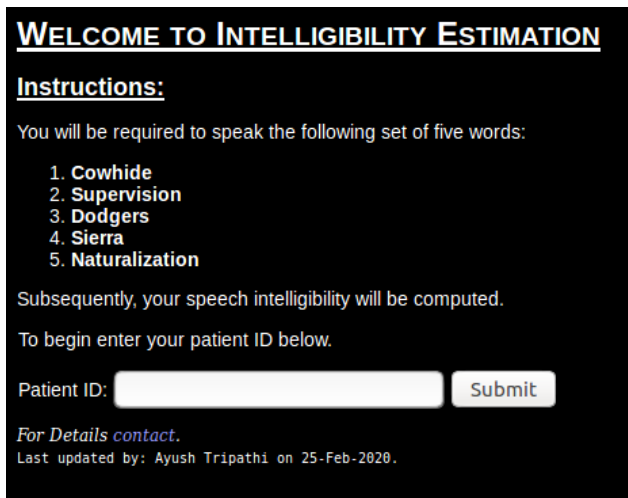 WELCOME TO INTELLIGIBILITY ESTIMATION
Instructions:
You will be required to speak the following set of five words:
1. Cowhide
2. Supervision
3. Dodgers
4. Sierra
5. Naturalization
Subsequently, your speech intelligibility will be computed.
To begin enter your patient ID below.
Patient ID: Submit
For Details contact.
Last updated by: Ayush Tripathi on 25-Feb-2020.